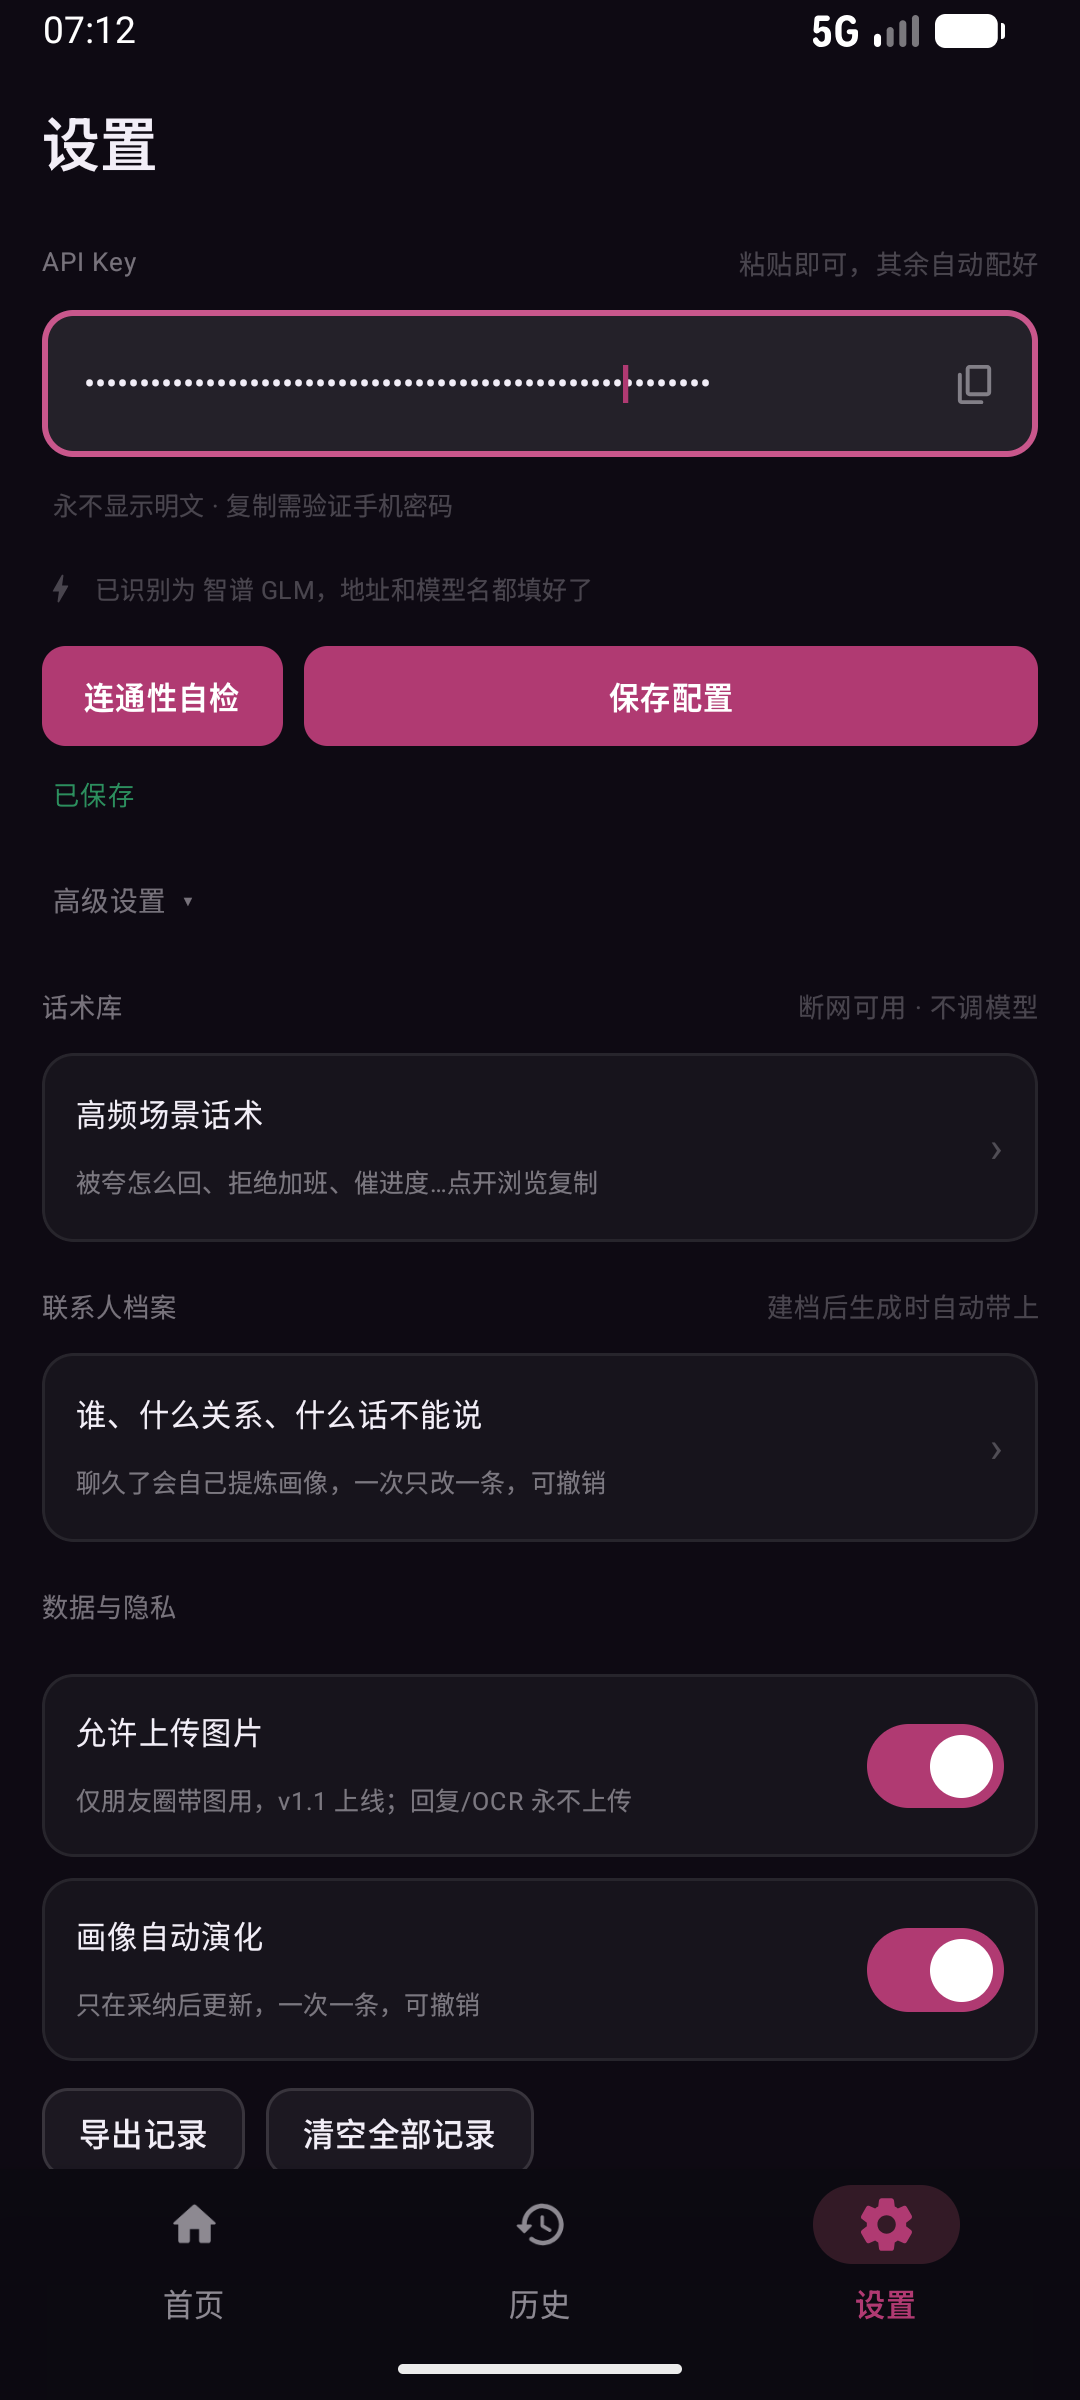 07:12
5G
设置
API Key
粘贴即可，其余自动配好
•••••••••••••••••••••••••••••••••••••••••••••••••••••••••
永不显示明文 · 复制需验证手机密码
已识别为 智谱 GLM，地址和模型名都填好了
连通性自检
保存配置
已保存
高级设置 ▾
话术库
断网可用 · 不调模型
高频场景话术
被夸怎么回、拒绝加班、催进度…点开浏览复制
›
联系人档案
建档后生成时自动带上
谁、什么关系、什么话不能说
聊久了会自己提炼画像，一次只改一条，可撤销
›
数据与隐私
允许上传图片
仅朋友圈带图用，v1.1 上线；回复/OCR 永不上传
画像自动演化
只在采纳后更新，一次一条，可撤销
导出记录
清空全部记录
首页
历史
设置